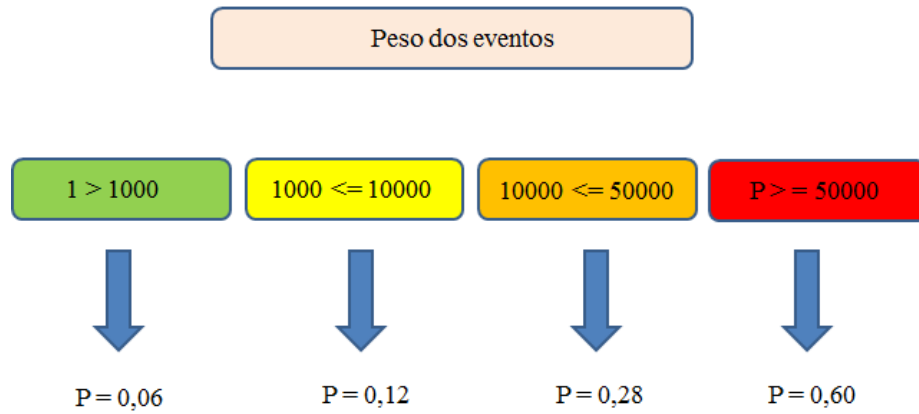 Peso dos eventos
1 > 1000
1000 <= 10000
10000 <= 50000
P > = 50000
P = 0,06
P = 0,12
P = 0,28
P = 0,60